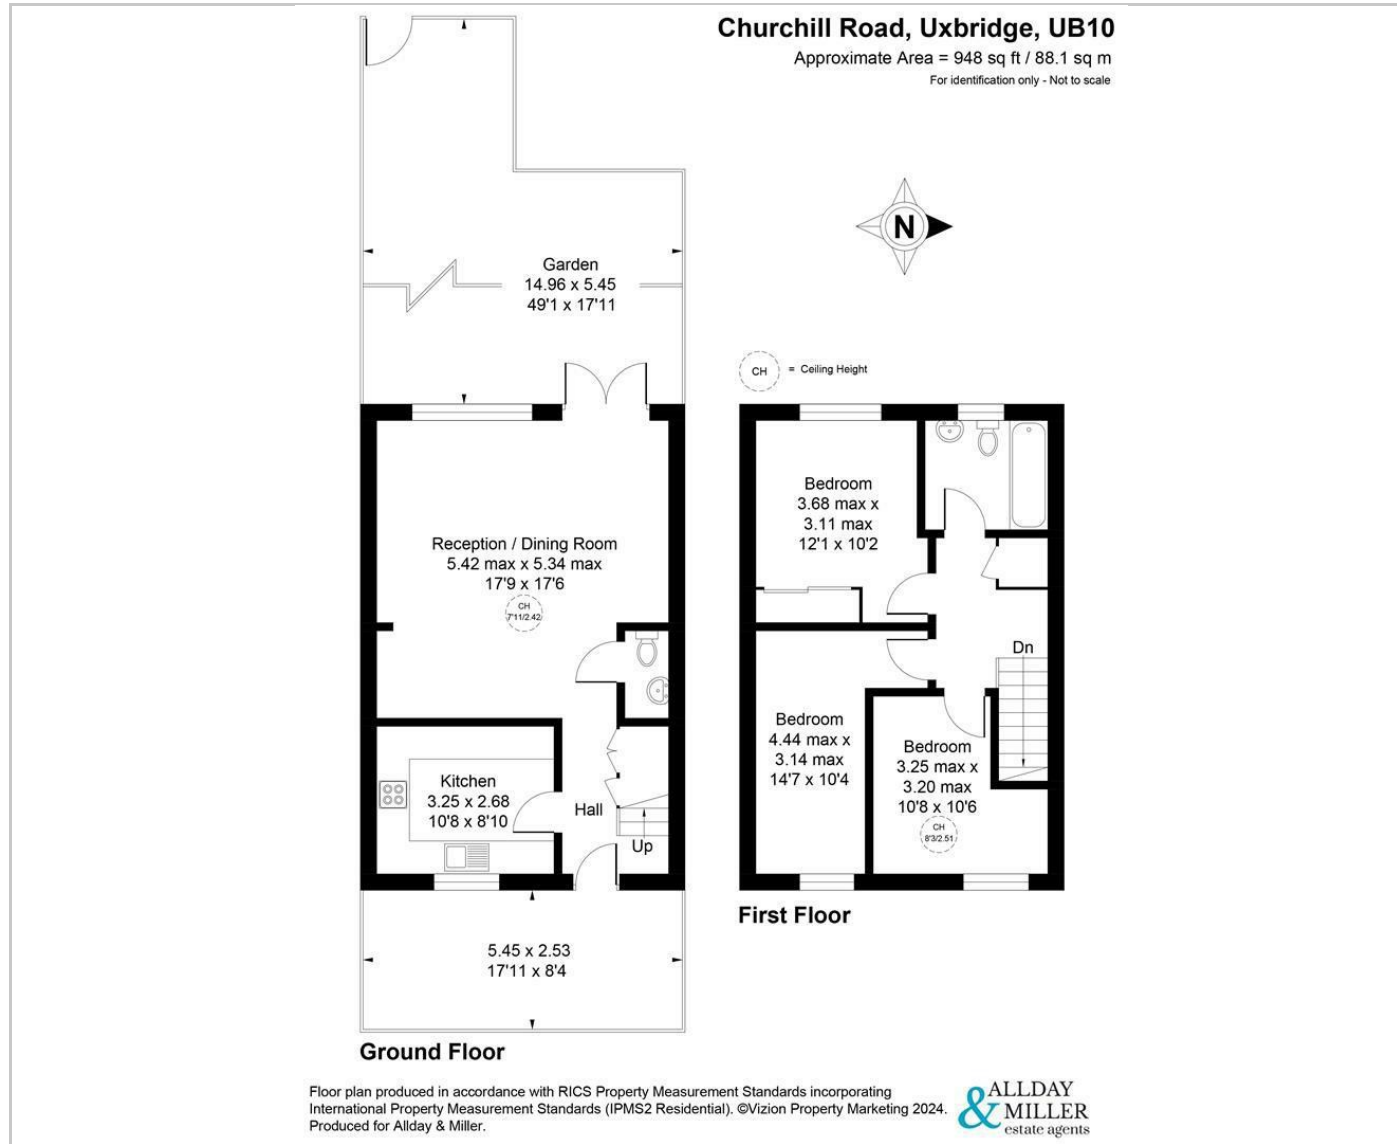 Churchill Road, Uxbridge, UB10
Approximate Area = 948 sq ft / 88.1 sq m
For identification only - Not to scale
N
Garden
14.96 x 5.45
49'1 x 17'11
CH = Ceiling Height
Reception / Dining Room
5.42 max x 5.34 max
17'9 x 17'6
CH
7'11/2.42
Kitchen
3.25 x 2.68
10'8 x 8'10
Hall
Up
5.45 x 2.53
17'11 x 8'4
Ground Floor
Bedroom
3.68 max x
3.11 max
12'1 x 10'2
Dn
Bedroom
4.44 max x
3.14 max
14'7 x 10'4
Bedroom
3.25 max x
3.20 max
10'8 x 10'6
CH
8'3/2.51
First Floor
Floor plan produced in accordance with RICS Property Measurement Standards incorporating
International Property Measurement Standards (IPMS2 Residential). ©Vizion Property Marketing 2024.
Produced for Allday & Miller.
ALLDAY
& MILLER
estate agents